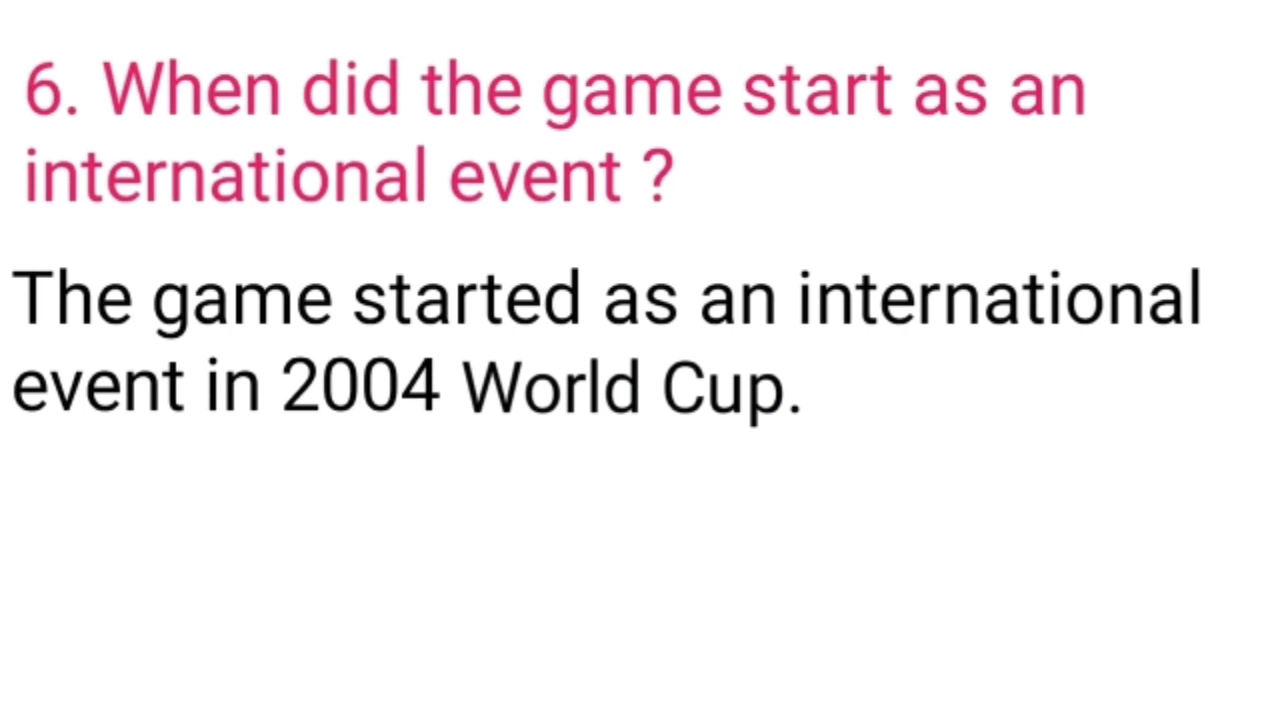 6. When did the game start as an
international event ?
The game started as an international
event in 2004 World Cup.